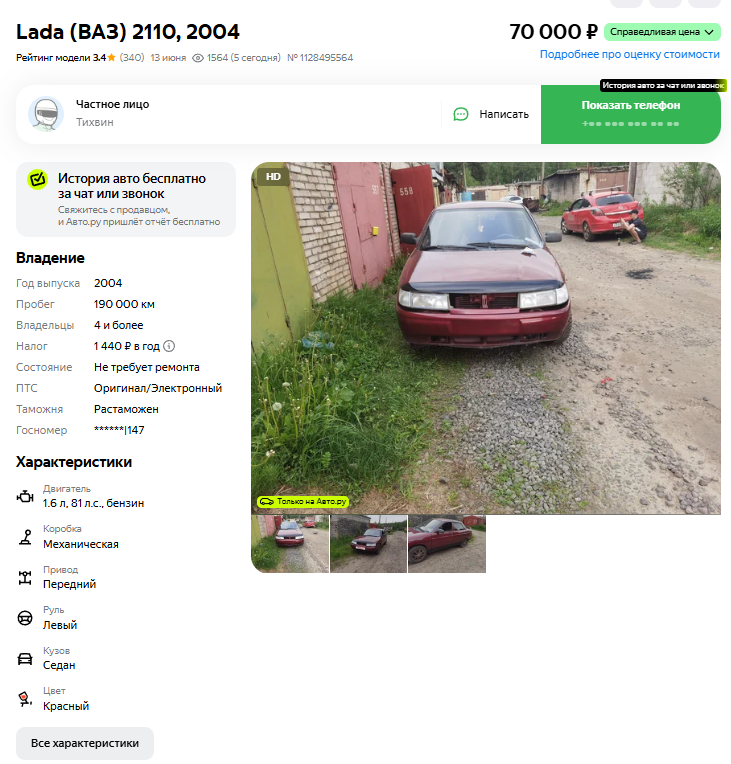 Lada (ВАЗ) 2110, 2004
70 000 ₽ Справедливая цена
Рейтинг модели 3.4 (340) 13 июня 1564 (5 сегодня) № 1128495564
Подробнее про оценку стоимости
История авто за чат или звонок
Частное лицо
Тихвин
Написать
Показать телефон
История авто бесплатно
за чат или звонок
Свяжитесь с продавцом,
и Авто.ру пришлёт отчёт бесплатно
HD
558
Владение
Год выпуска 2004
Пробег 190 000 км
Владельцы 4 и более
Налог 1 440 ₽ в год
Состояние Не требует ремонта
ПТС Оригинал/Электронный
Таможня Растаможен
Госномер ******|147
Характеристики
Двигатель
1.6 л, 81 л.с., бензин
Только на Авто.ру
Коробка
Механическая
Привод
Передний
Руль
Левый
Кузов
Седан
Цвет
Красный
Все характеристики